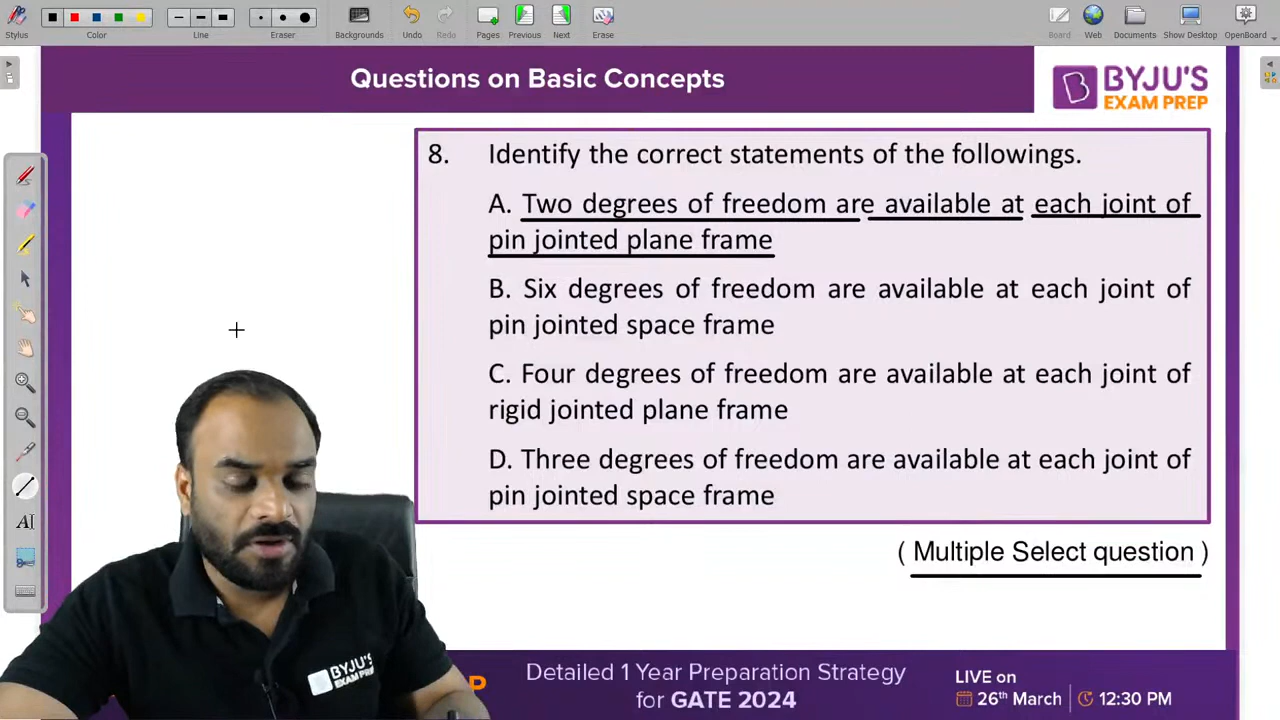 Stylus
Color
Line
Eraser
Backgrounds
Undo
Redo
Pages
Previous
Next
Erase
Board
Web
Documents
Show Desktop
OpenBoard
Questions on Basic Concepts
BYJU'S
EXAM PREP
8. Identify the correct statements of the followings.
A. Two degrees of freedom are available at each joint of
pin jointed plane frame
B. Six degrees of freedom are available at each joint of
pin jointed space frame
C. Four degrees of freedom are available at each joint of
rigid jointed plane frame
D. Three degrees of freedom are available at each joint of
pin jointed space frame
( Multiple Select question )
AI
BYJU'S
EXAM PREP
P
Detailed 1 Year Preparation Strategy
for GATE 2024
LIVE on
26th March | 12:30 PM